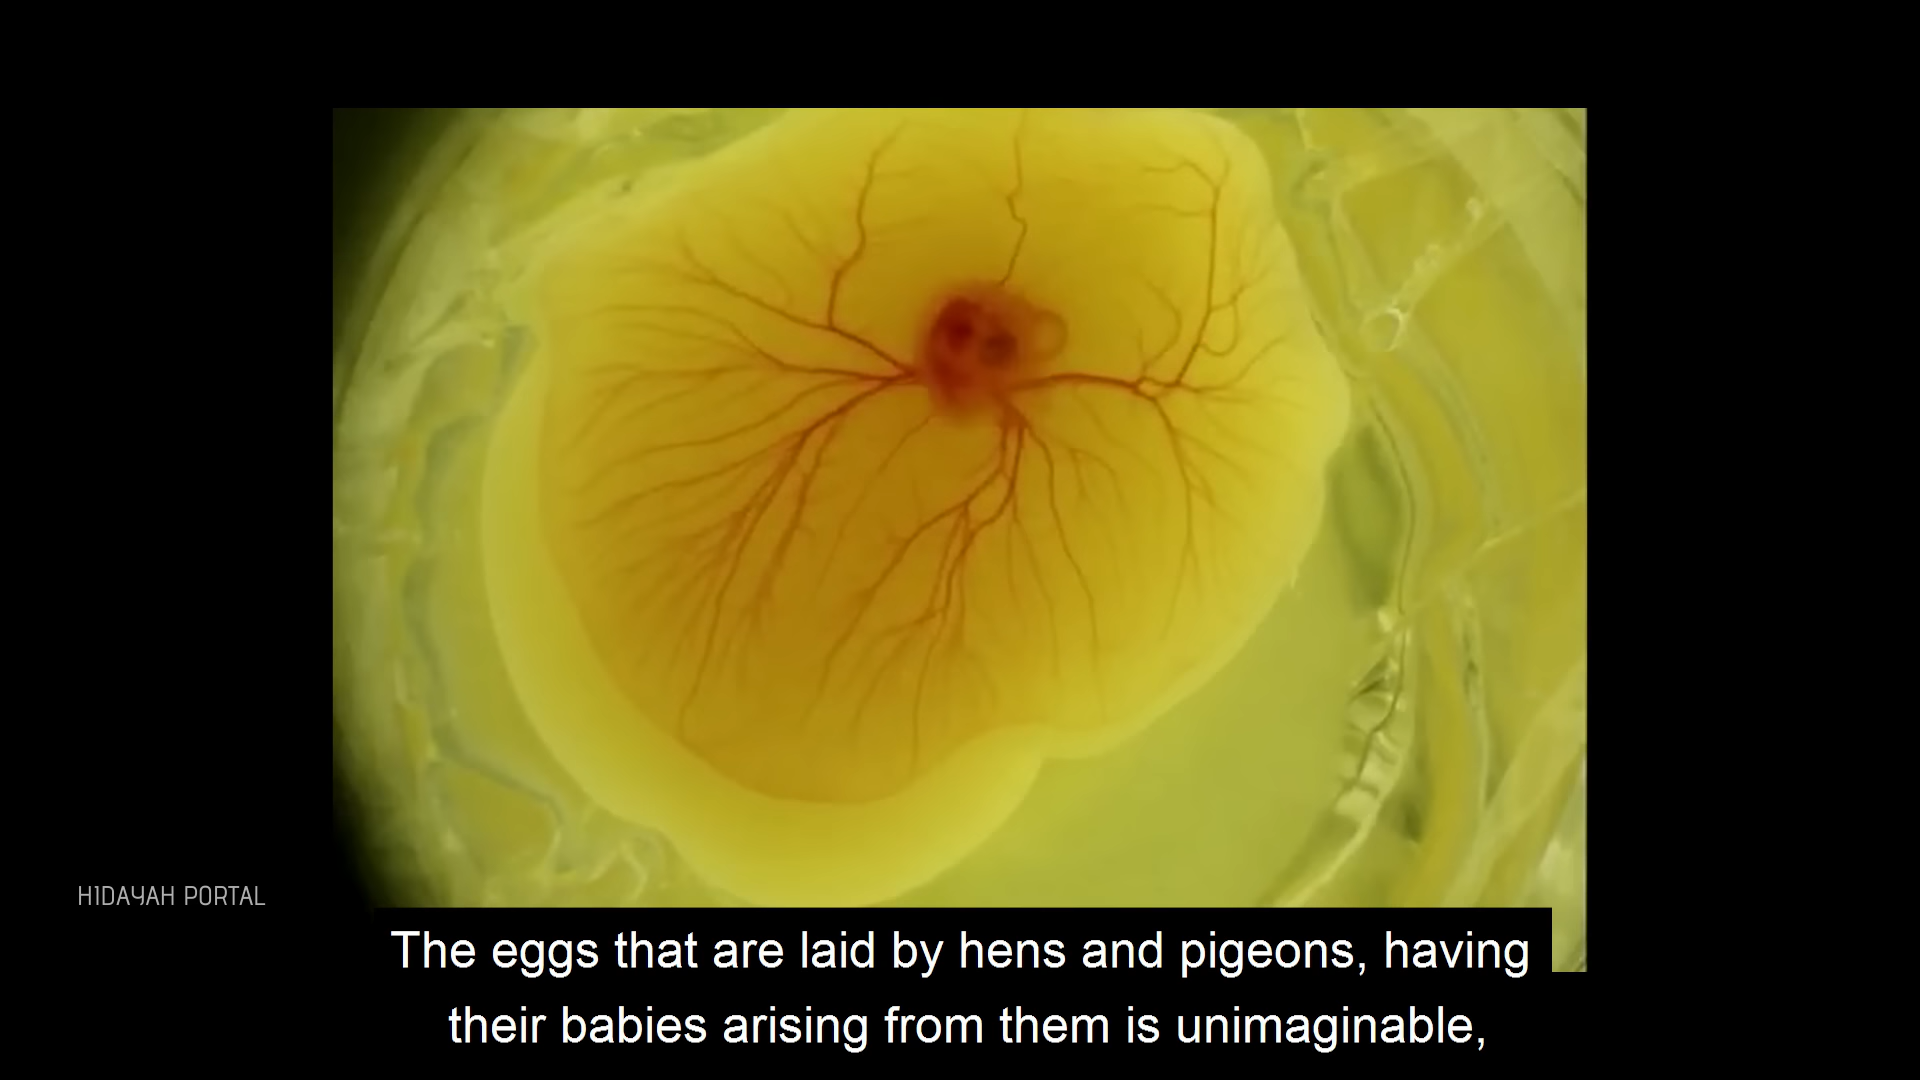 HIDAYAH PORTAL
The eggs that are laid by hens and pigeons, having
their babies arising from them is unimaginable,